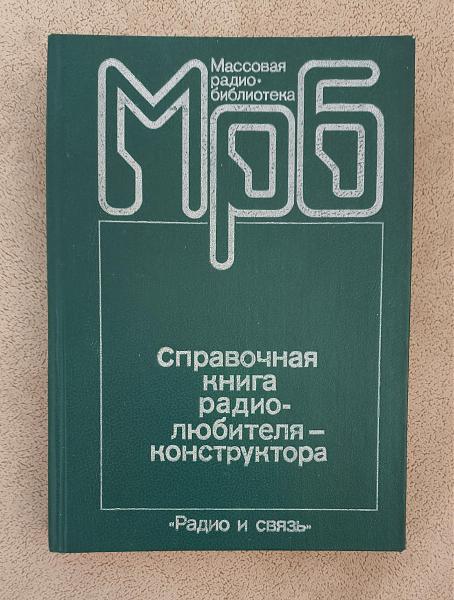 Массовая
радио-
библиотека
Мрб
Справочная
книга
радио-
любителя –
конструктора
«Радио и связь»